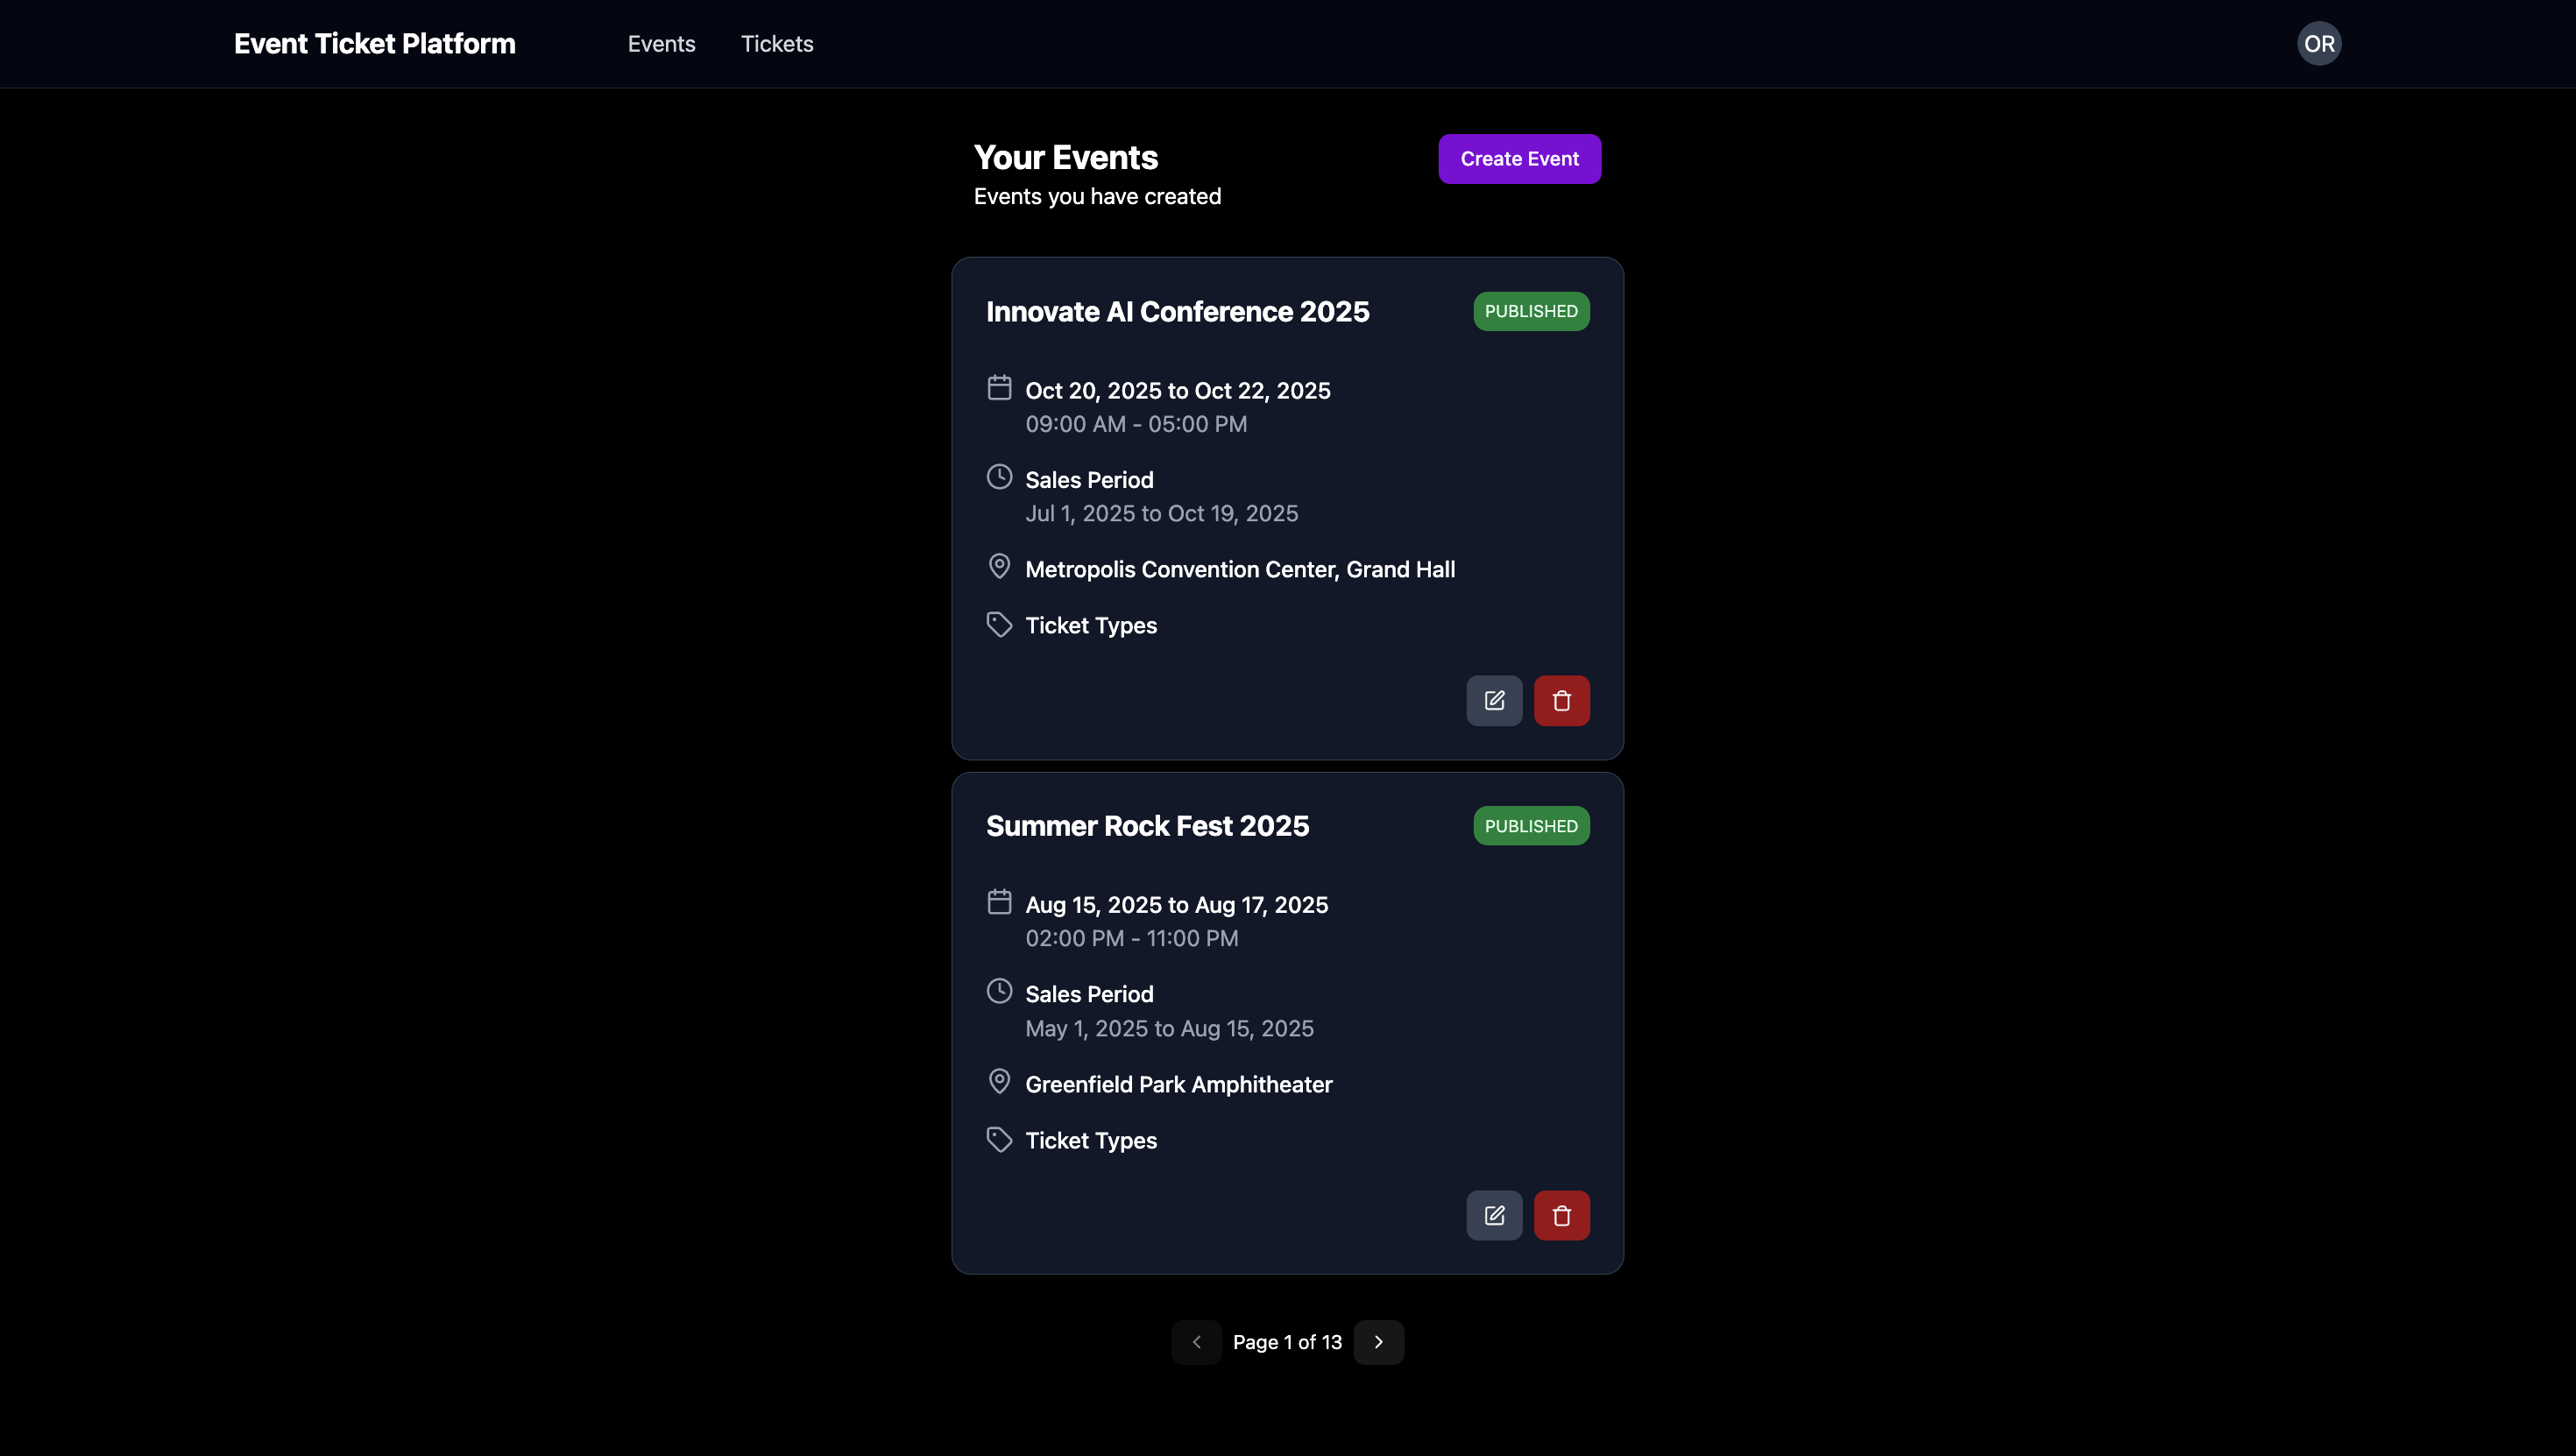 Event Ticket Platform
Events
Tickets
OR
Your Events
Create Event
Events you have created
Innovate AI Conference 2025
PUBLISHED
Oct 20, 2025 to Oct 22, 2025
09:00 AM - 05:00 PM
Sales Period
Jul 1, 2025 to Oct 19, 2025
Metropolis Convention Center, Grand Hall
Ticket Types
Summer Rock Fest 2025
PUBLISHED
Aug 15, 2025 to Aug 17, 2025
02:00 PM - 11:00 PM
Sales Period
May 1, 2025 to Aug 15, 2025
Greenfield Park Amphitheater
Ticket Types
Page 1 of 13